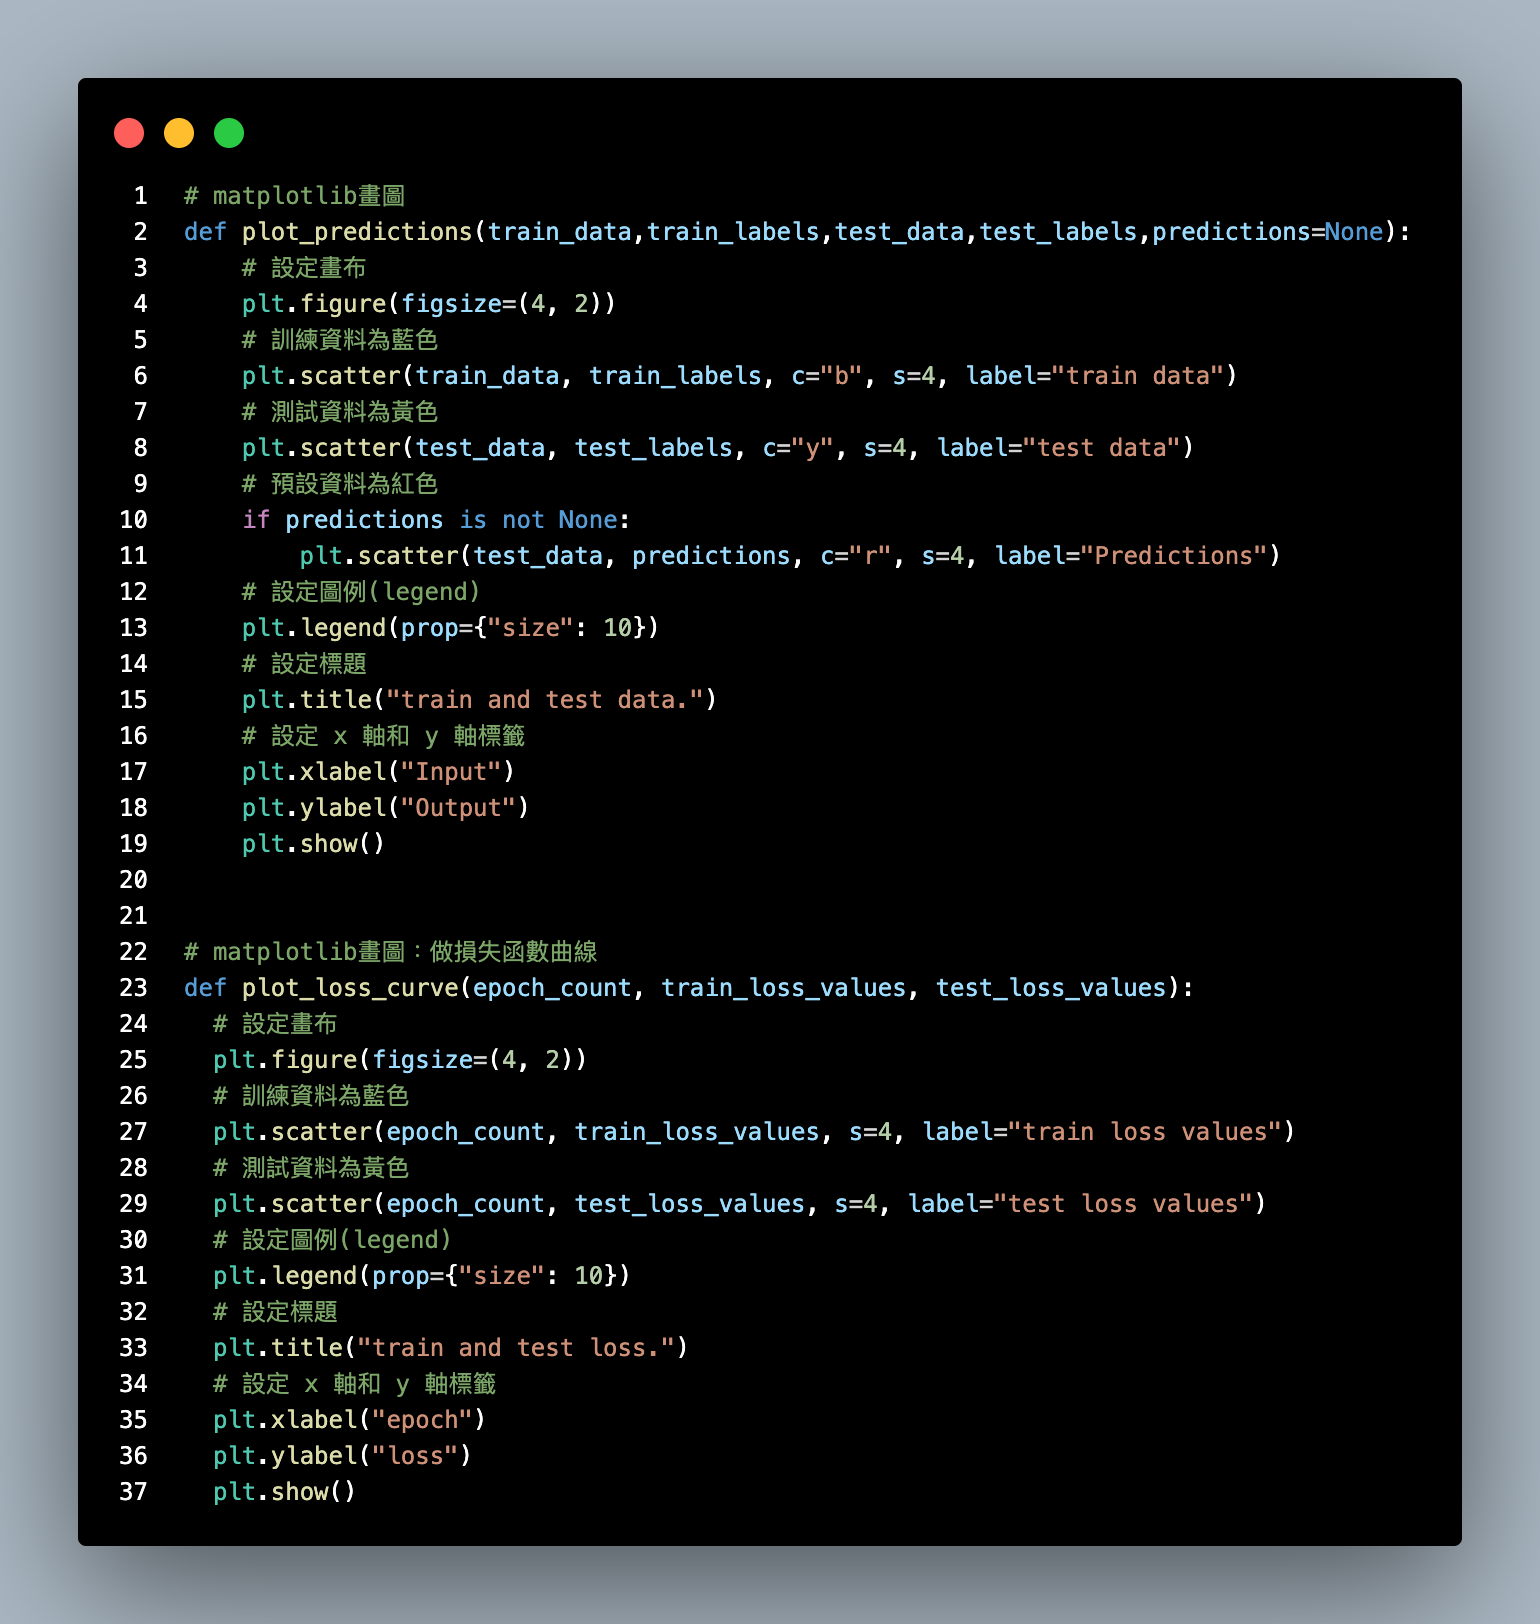 1 # matplotlib畫圖
2 def plot_predictions(train_data,train_labels,test_data,test_labels,predictions=None):
3     # 設定畫布
4     plt.figure(figsize=(4, 2))
5     # 訓練資料為藍色
6     plt.scatter(train_data, train_labels, c="b", s=4, label="train data")
7     # 測試資料為黃色
8     plt.scatter(test_data, test_labels, c="y", s=4, label="test data")
9     # 預設資料為紅色
10     if predictions is not None:
11         plt.scatter(test_data, predictions, c="r", s=4, label="Predictions")
12     # 設定圖例(legend)
13     plt.legend(prop={"size": 10})
14     # 設定標題
15     plt.title("train and test data.")
16     # 設定 x 軸和 y 軸標籤
17     plt.xlabel("Input")
18     plt.ylabel("Output")
19     plt.show()
20
21
22 # matplotlib畫圖：做損失函數曲線
23 def plot_loss_curve(epoch_count, train_loss_values, test_loss_values):
24   # 設定畫布
25   plt.figure(figsize=(4, 2))
26   # 訓練資料為藍色
27   plt.scatter(epoch_count, train_loss_values, s=4, label="train loss values")
28   # 測試資料為黃色
29   plt.scatter(epoch_count, test_loss_values, s=4, label="test loss values")
30   # 設定圖例(legend)
31   plt.legend(prop={"size": 10})
32   # 設定標題
33   plt.title("train and test loss.")
34   # 設定 x 軸和 y 軸標籤
35   plt.xlabel("epoch")
36   plt.ylabel("loss")
37   plt.show()